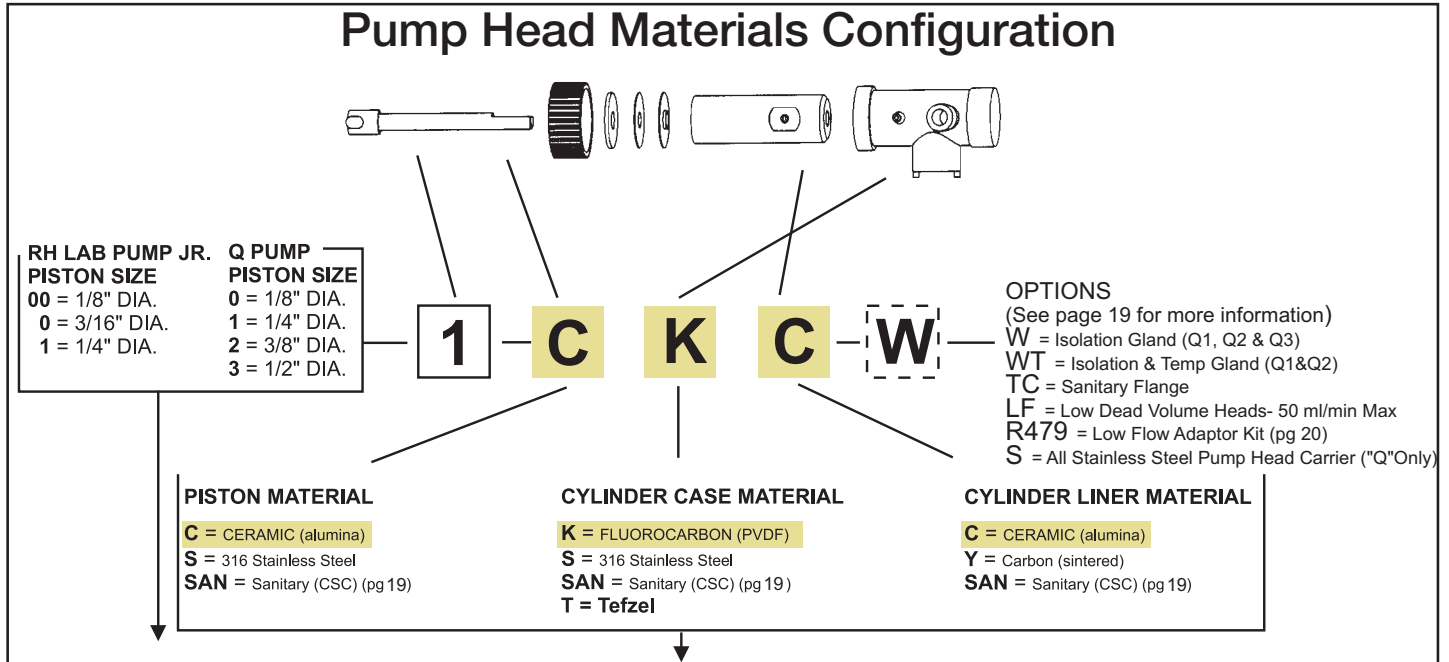 Pump Head Materials Configuration
RH LAB PUMP JR.
PISTON SIZE
00 = 1/8" DIA.
0 = 3/16" DIA.
1 = 1/4" DIA.
Q PUMP
PISTON SIZE
0 = 1/8" DIA.
1 = 1/4" DIA.
2 = 3/8" DIA.
3 = 1/2" DIA.
1 C K C W
OPTIONS
(See page 19 for more information)
W = Isolation Gland (Q1, Q2 & Q3)
WT = Isolation & Temp Gland (Q1&Q2)
TC = Sanitary Flange
LF = Low Dead Volume Heads- 50 ml/min Max
R479 = Low Flow Adaptor Kit (pg 20)
S = All Stainless Steel Pump Head Carrier ("Q"Only)
PISTON MATERIAL
C = CERAMIC (alumina)
S = 316 Stainless Steel
SAN = Sanitary (CSC) (pg 19)
CYLINDER CASE MATERIAL
K = FLUOROCARBON (PVDF)
S = 316 Stainless Steel
SAN = Sanitary (CSC) (pg 19)
T = Tefzel
CYLINDER LINER MATERIAL
C = CERAMIC (alumina)
Y = Carbon (sintered)
SAN = Sanitary (CSC) (pg 19)